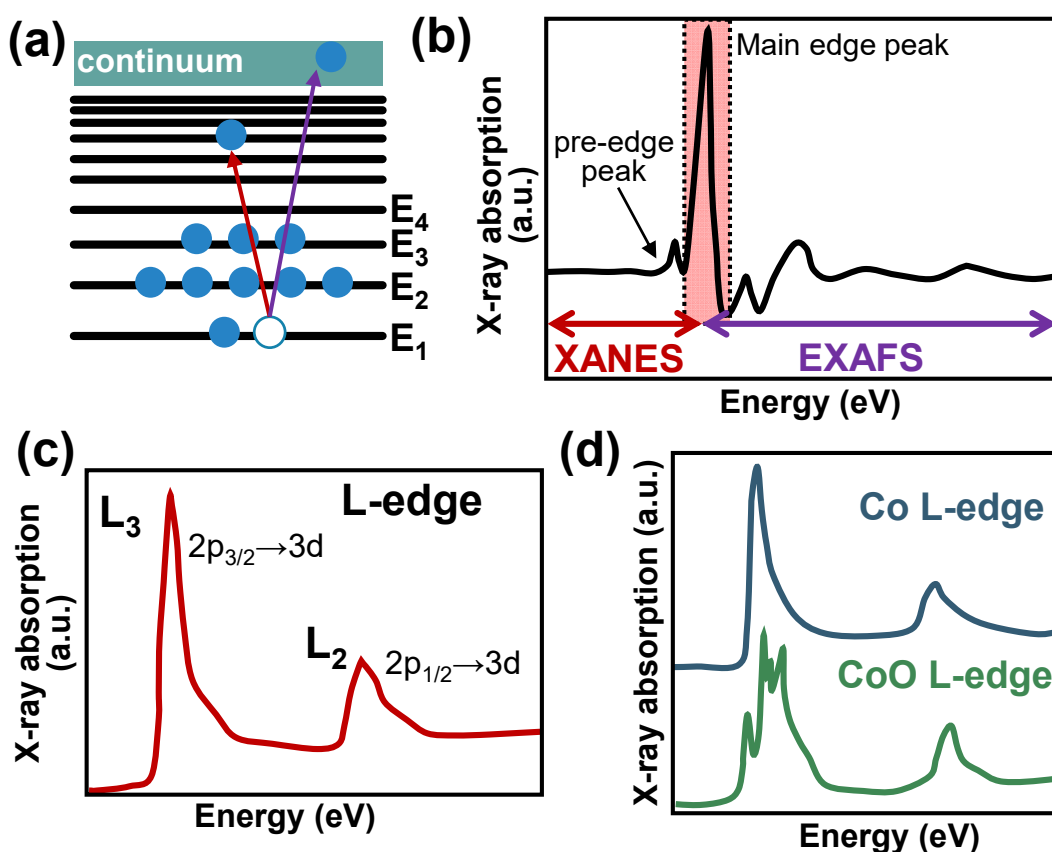 (a)
continuum
E₄
E₃
E₂
E₁
(b)
X-ray absorption
(a.u.)
Main edge peak
pre-edge
peak
XANES
EXAFS
Energy (eV)
(c)
X-ray absorption
(a.u.)
L₃
L-edge
2p₃/₂→3d
L₂
2p₁/₂→3d
Energy (eV)
(d)
X-ray absorption (a.u.)
Co L-edge
CoO L-edge
Energy (eV)